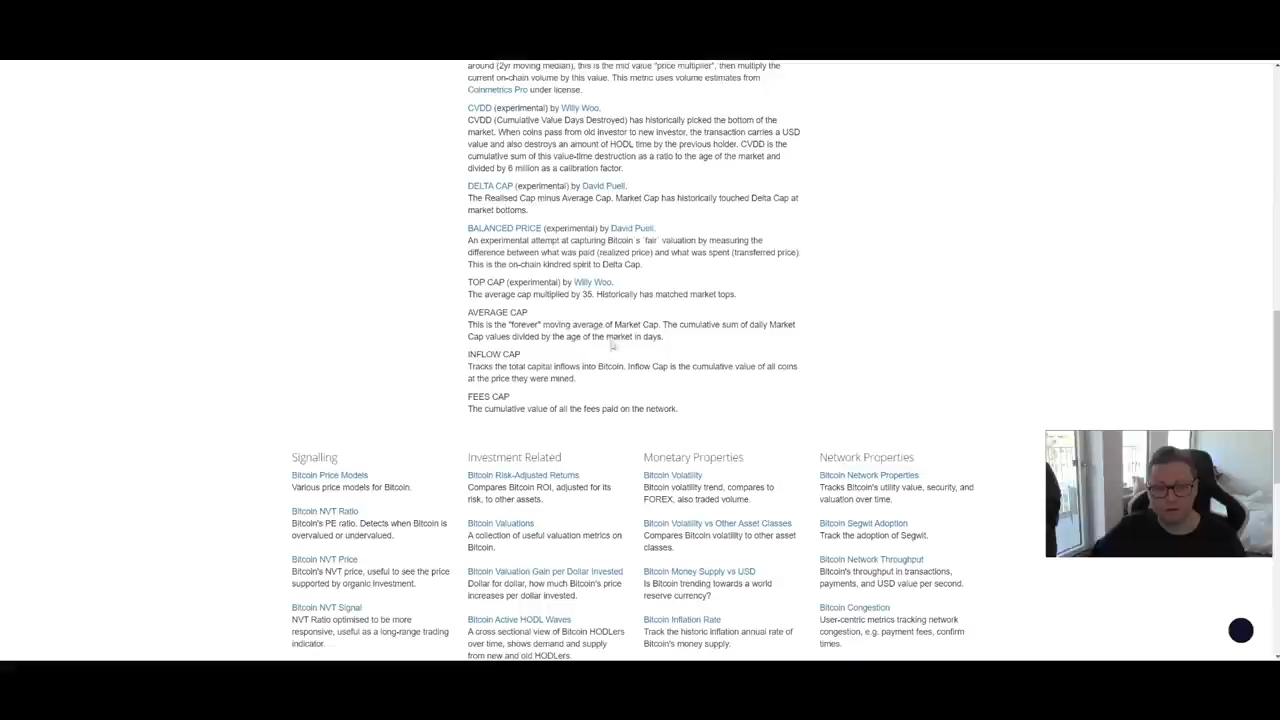 around (2yr moving median), this is the mid value "price multiplier", then multiply the
current on-chain volume by this value. This metric uses volume estimates from
Coinmetrics Pro under license.
CVDD (experimental) by Willy Woo.
CVDD (Cumulative Value Days Destroyed) has historically picked the bottom of the
market. When coins pass from old investor to new investor, the transaction carries a USD
value and also destroys an amount of HODL time by the previous holder. CVDD is the
cumulative sum of this value-time destruction as a ratio to the age of the market and
divided by 6 million as a calibration factor.
DELTA CAP (experimental) by David Puell.
The Realised Cap minus Average Cap. Market Cap has historically touched Delta Cap at
market bottoms.
BALANCED PRICE (experimental) by David Puell.
An experimental attempt at capturing Bitcoin`s `fair` valuation by measuring the
difference between what was paid (realized price) and what was spent (transferred price)
This is the on-chain kindred spirit to Delta Cap.
TOP CAP (experimental) by Willy Woo.
The average cap multiplied by 35. Historically has matched market tops.
AVERAGE CAP
This is the "forever" moving average of Market Cap. The cumulative sum of daily Market
Cap values divided by the age of the market in days.
INFLOW CAP
Tracks the total capital inflows into Bitcoin. Inflow Cap is the cumulative value of all coins
at the price they were mined.
FEES CAP
The cumulative value of all the fees paid on the network.
Signalling
Bitcoin Price Models
Various price models for Bitcoin.
Bitcoin NVT Ratio
Bitcoin's PE ratio. Detects when Bitcoin is
overvalued or undervalued.
Bitcoin NVT Price
Bitcoin's NVT price, useful to see the price
supported by organic investment.
Bitcoin NVT Signal
NVT Ratio optimised to be more
responsive, useful as a long-range trading
indicator.
Investment Related
Bitcoin Risk-Adjusted Returns
Compares Bitcoin ROI, adjusted for its
risk, to other assets.
Bitcoin Valuations
A collection of useful valuation metrics on
Bitcoin.
Bitcoin Valuation Gain per Dollar Invested
Dollar for dollar, how much Bitcoin's price
increases per dollar invested.
Bitcoin Active HODL Waves
A cross sectional view of Bitcoin HODLers
over time, shows demand and supply
from new and old HODLers.
Monetary Properties
Bitcoin Volatility
Bitcoin volatility trend, compares to
FOREX, also traded volume.
Bitcoin Volatility vs Other Asset Classes
Compares Bitcoin volatility to other asset
classes.
Bitcoin Money Supply vs USD
Is Bitcoin trending towards a world
reserve currency?
Bitcoin Inflation Rate
Track the historic inflation annual rate of
Bitcoin's money supply.
Network Properties
Bitcoin Network Properties
Tracks Bitcoin's utility value, security, and
valuation over time.
Bitcoin Segwit Adoption
Track the adoption of Segwit.
Bitcoin Network Throughput
Bitcoin's throughput in transactions,
payments, and USD value per second.
Bitcoin Congestion
User-centric metrics tracking network
congestion, e.g. payment fees, confirm
times.